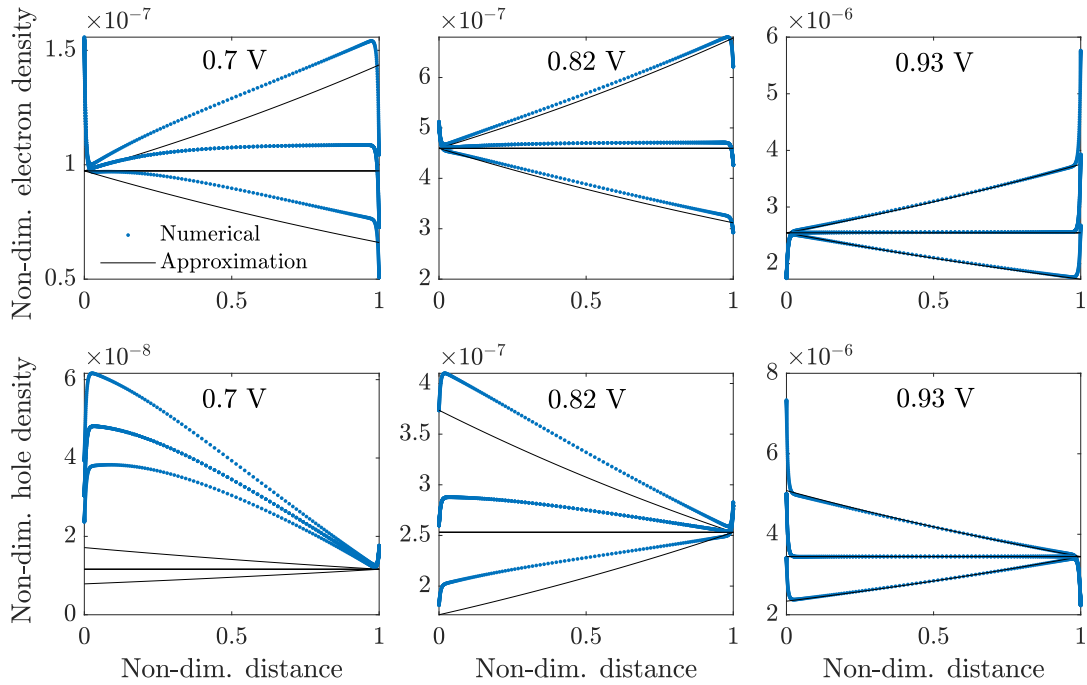 ×10⁻⁷ ×10⁻⁷ ×10⁻⁶
Non-dim. electron density
1.5
1
0.5
0.7 V
Numerical
Approximation
0 0.5 1
7
6
5
4
3
2
0.82 V
0 0.5 1
6
5
4
3
2
0.93 V
0 0.5 1
×10⁻⁸ ×10⁻⁷ ×10⁻⁶
Non-dim. hole density
6
4
2
0
0.7 V
0 0.5 1
Non-dim. distance
4
3.5
3
2.5
2
0.82 V
0 0.5 1
Non-dim. distance
8
6
4
2
0.93 V
0 0.5 1
Non-dim. distance